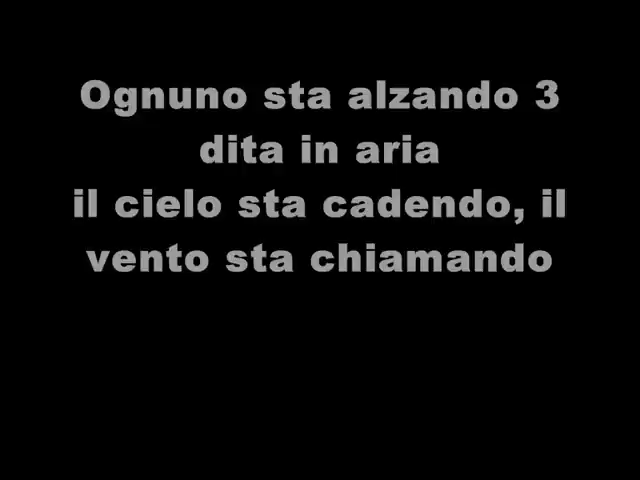 Ognuno sta alzando 3
dita in aria
il cielo sta cadendo, il
vento sta chiamando